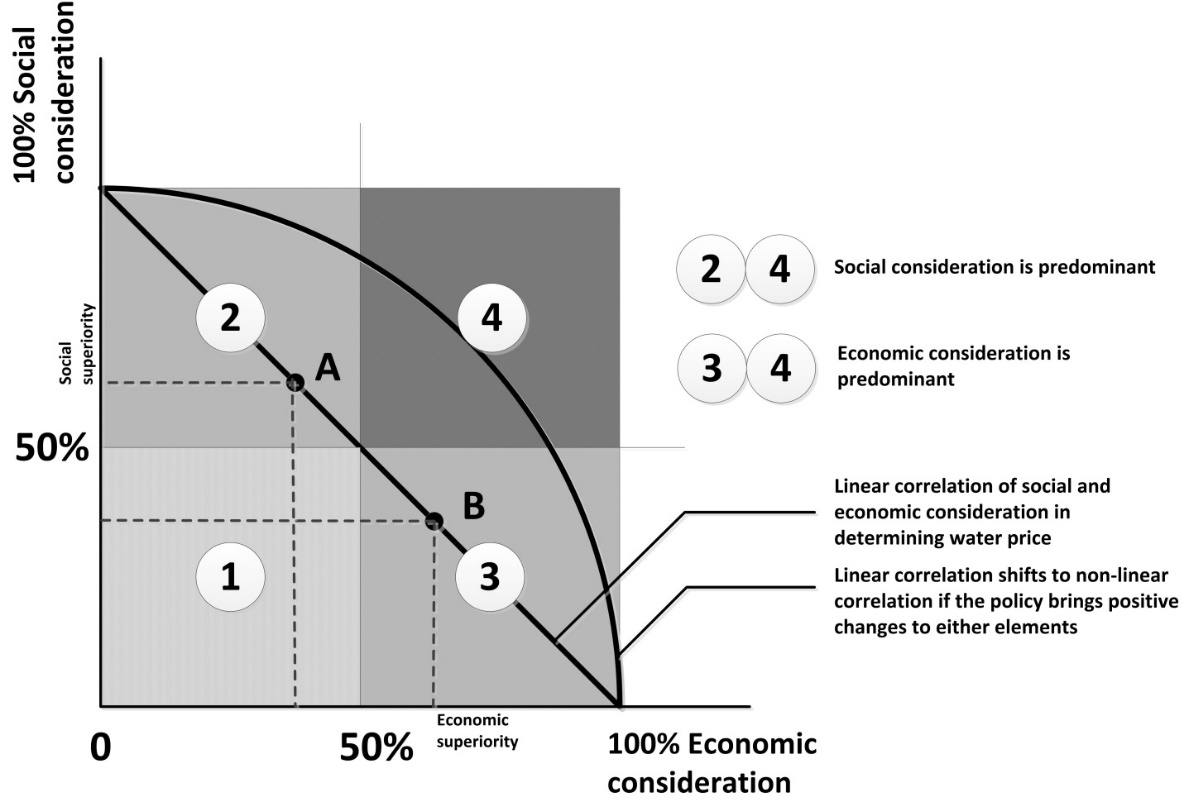 100% Social
consideration
2
4
Social consideration is predominant
2
4
Social
superiority
A
3
4
Economic consideration is
predominant
50%
B
1
3
Linear correlation of social and
economic consideration in
determining water price
Linear correlation shifts to non-linear
correlation if the policy brings positive
changes to either elements
0
50%
Economic
superiority
100% Economic
consideration